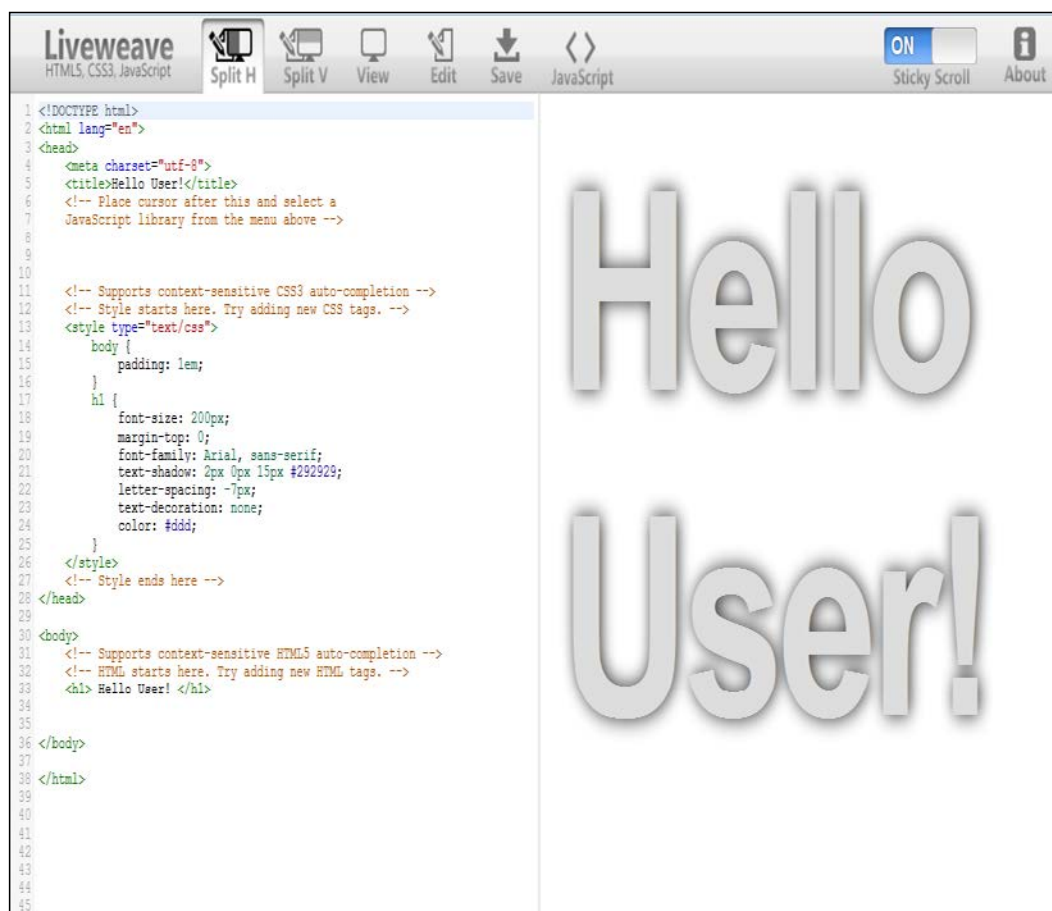 Liveweave
HTML5, CSS3, JavaScript
Split H
Split V
View
Edit
Save
JavaScript
ON
Sticky Scroll
About
1 <!DOCTYPE html>
2 <html lang="en">
3 <head>
4 <meta charset="utf-8">
5 <title>Hello User!</title>
6 <!-- Place cursor after this and select a
7 JavaScript library from the menu above -->
8
9
10
11 <!-- Supports context-sensitive CSS3 auto-completion -->
12 <!-- Style starts here. Try adding new CSS tags. -->
13 <style type="text/css">
14 body {
15 padding: 1em;
16 }
17 h1 {
18 font-size: 200px;
19 margin-top: 0;
20 font-family: Arial, sans-serif;
21 text-shadow: 2px 0px 15px #292929;
22 letter-spacing: -7px;
23 text-decoration: none;
24 color: #ddd;
25 }
26 </style>
27 <!-- Style ends here -->
28 </head>
29
30 <body>
31 <!-- Supports context-sensitive HTML5 auto-completion -->
32 <!-- HTML starts here. Try adding new HTML tags. -->
33 <h1> Hello User! </h1>
34
35
36 </body>
37
38 </html>
39
40
41
42
43
44
45
Hello
User!